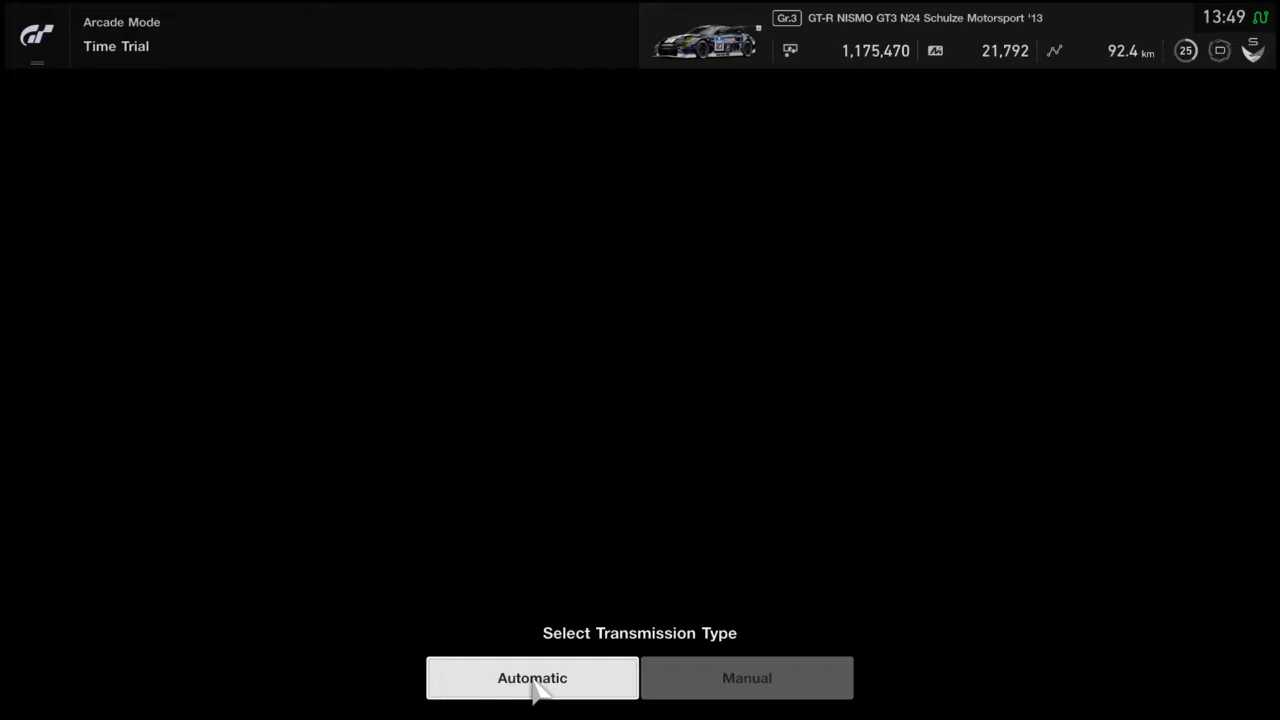 Arcade Mode
Time Trial
Gr.3 GT-R NISMO GT3 N24 Schulze Motorsport '13
13:49
1,175,470
21,792
92.4 km
25
S
Select Transmission Type
Automatic
Manual